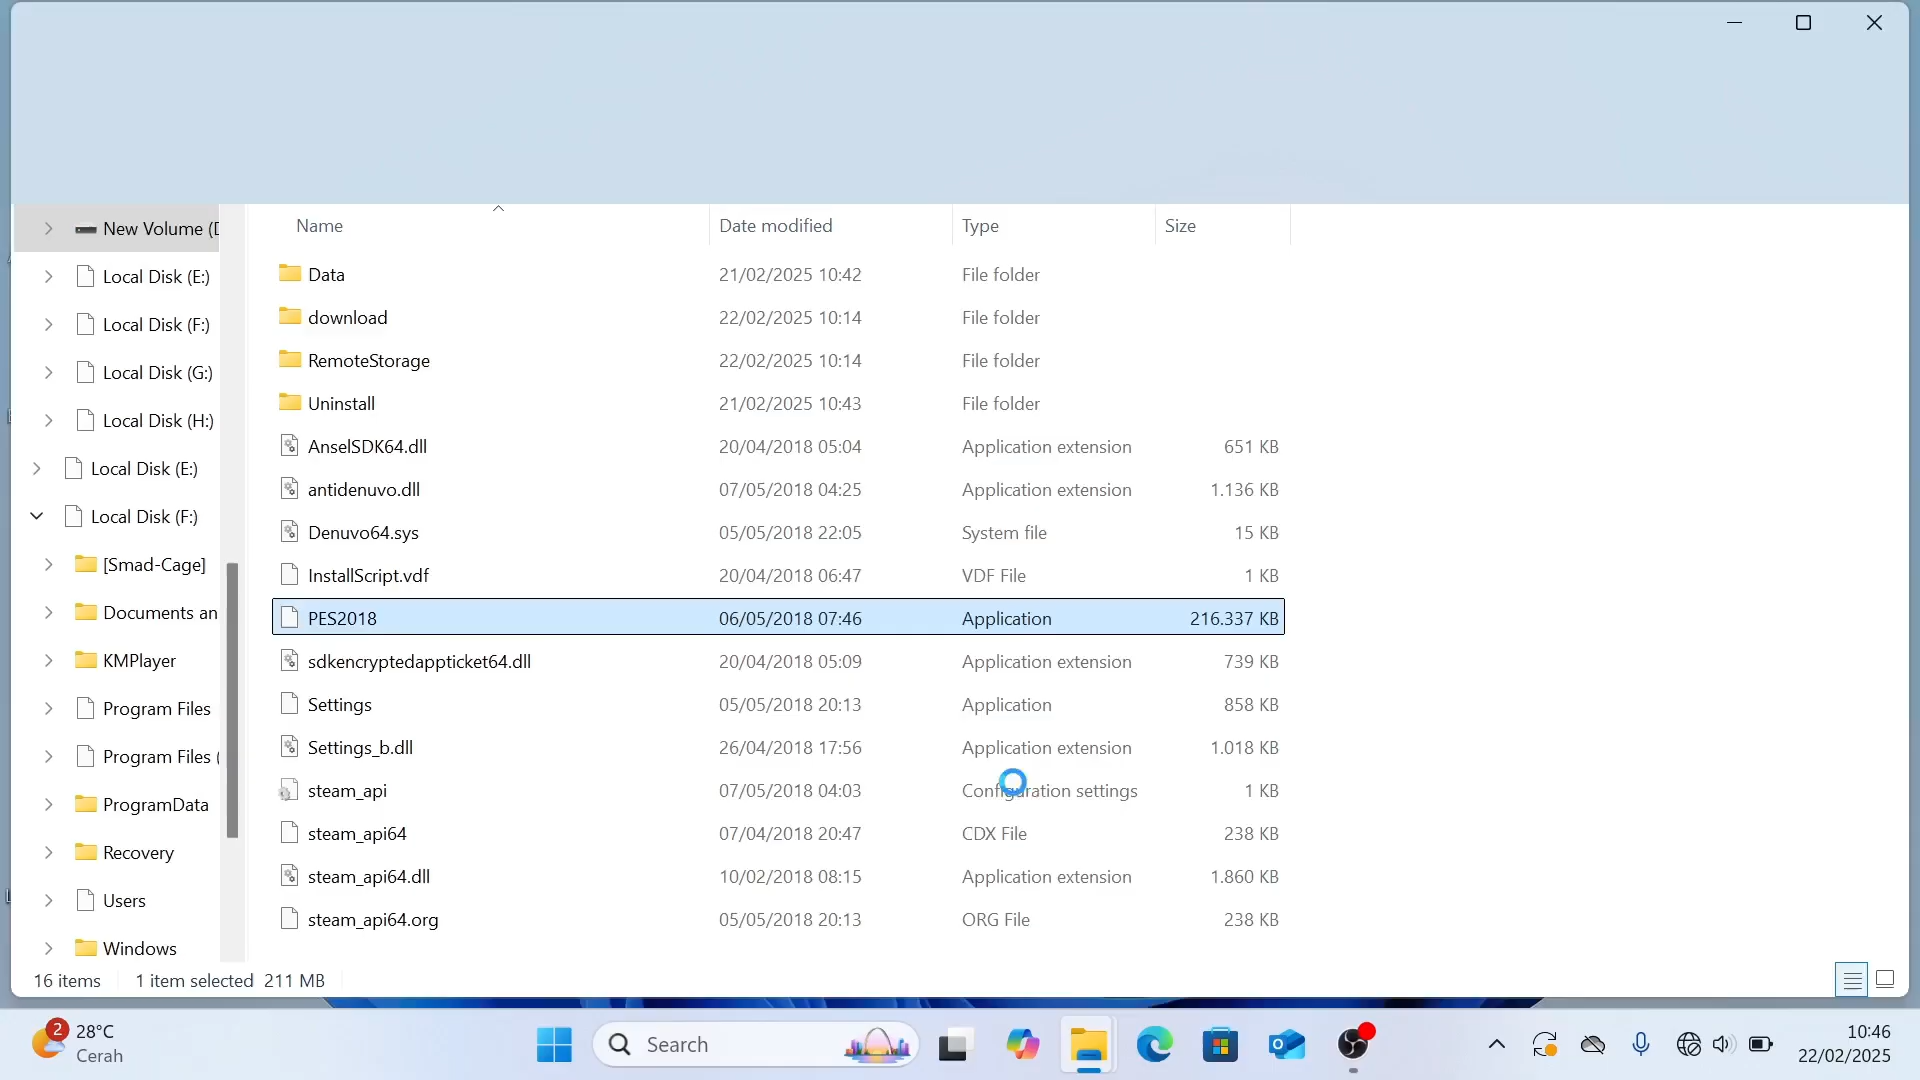 Name Date modified Type Size
New Volume (D
Local Disk (E:)
Local Disk (F:)
Local Disk (G:)
Local Disk (H:)
Local Disk (E:)
Local Disk (F:)
[Smad-Cage]
Documents an
KMPlayer
Program Files
Program Files (
ProgramData
Recovery
Users
Windows
Data 21/02/2025 10:42 File folder
download 22/02/2025 10:14 File folder
RemoteStorage 22/02/2025 10:14 File folder
Uninstall 21/02/2025 10:43 File folder
AnselSDK64.dll 20/04/2018 05:04 Application extension 651 KB
antidenuvo.dll 07/05/2018 04:25 Application extension 1.136 KB
Denuvo64.sys 05/05/2018 22:05 System file 15 KB
InstallScript.vdf 20/04/2018 06:47 VDF File 1 KB
PES2018 06/05/2018 07:46 Application 216.337 KB
sdkencryptedappticket64.dll 20/04/2018 05:09 Application extension 739 KB
Settings 05/05/2018 20:13 Application 858 KB
Settings_b.dll 26/04/2018 17:56 Application extension 1.018 KB
steam_api 07/05/2018 04:03 Configuration settings 1 KB
steam_api64 07/04/2018 20:47 CDX File 238 KB
steam_api64.dll 10/02/2018 08:15 Application extension 1.860 KB
steam_api64.org 05/05/2018 20:13 ORG File 238 KB
16 items 1 item selected 211 MB
2 28°C
Cerah
Search
10:46
22/02/2025